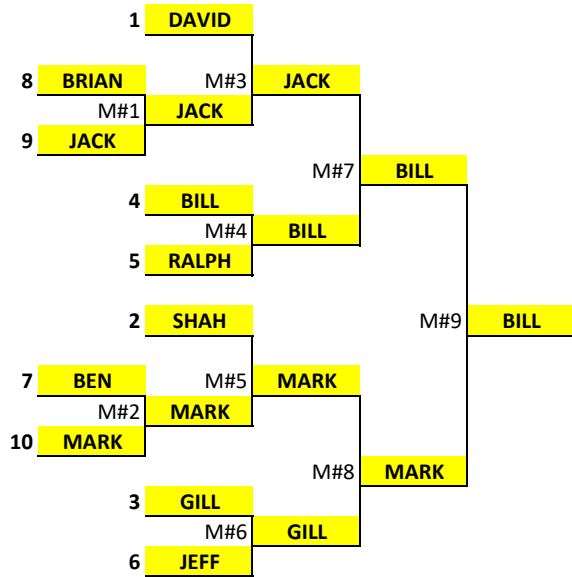 1 DAVID
8 BRIAN M#3 JACK
M#1 JACK
9 JACK
M#7 BILL
4 BILL
M#4 BILL
5 RALPH
2 SHAH M#9 BILL
7 BEN M#5 MARK
M#2 MARK
10 MARK
M#8 MARK
3 GILL
M#6 GILL
6 JEFF